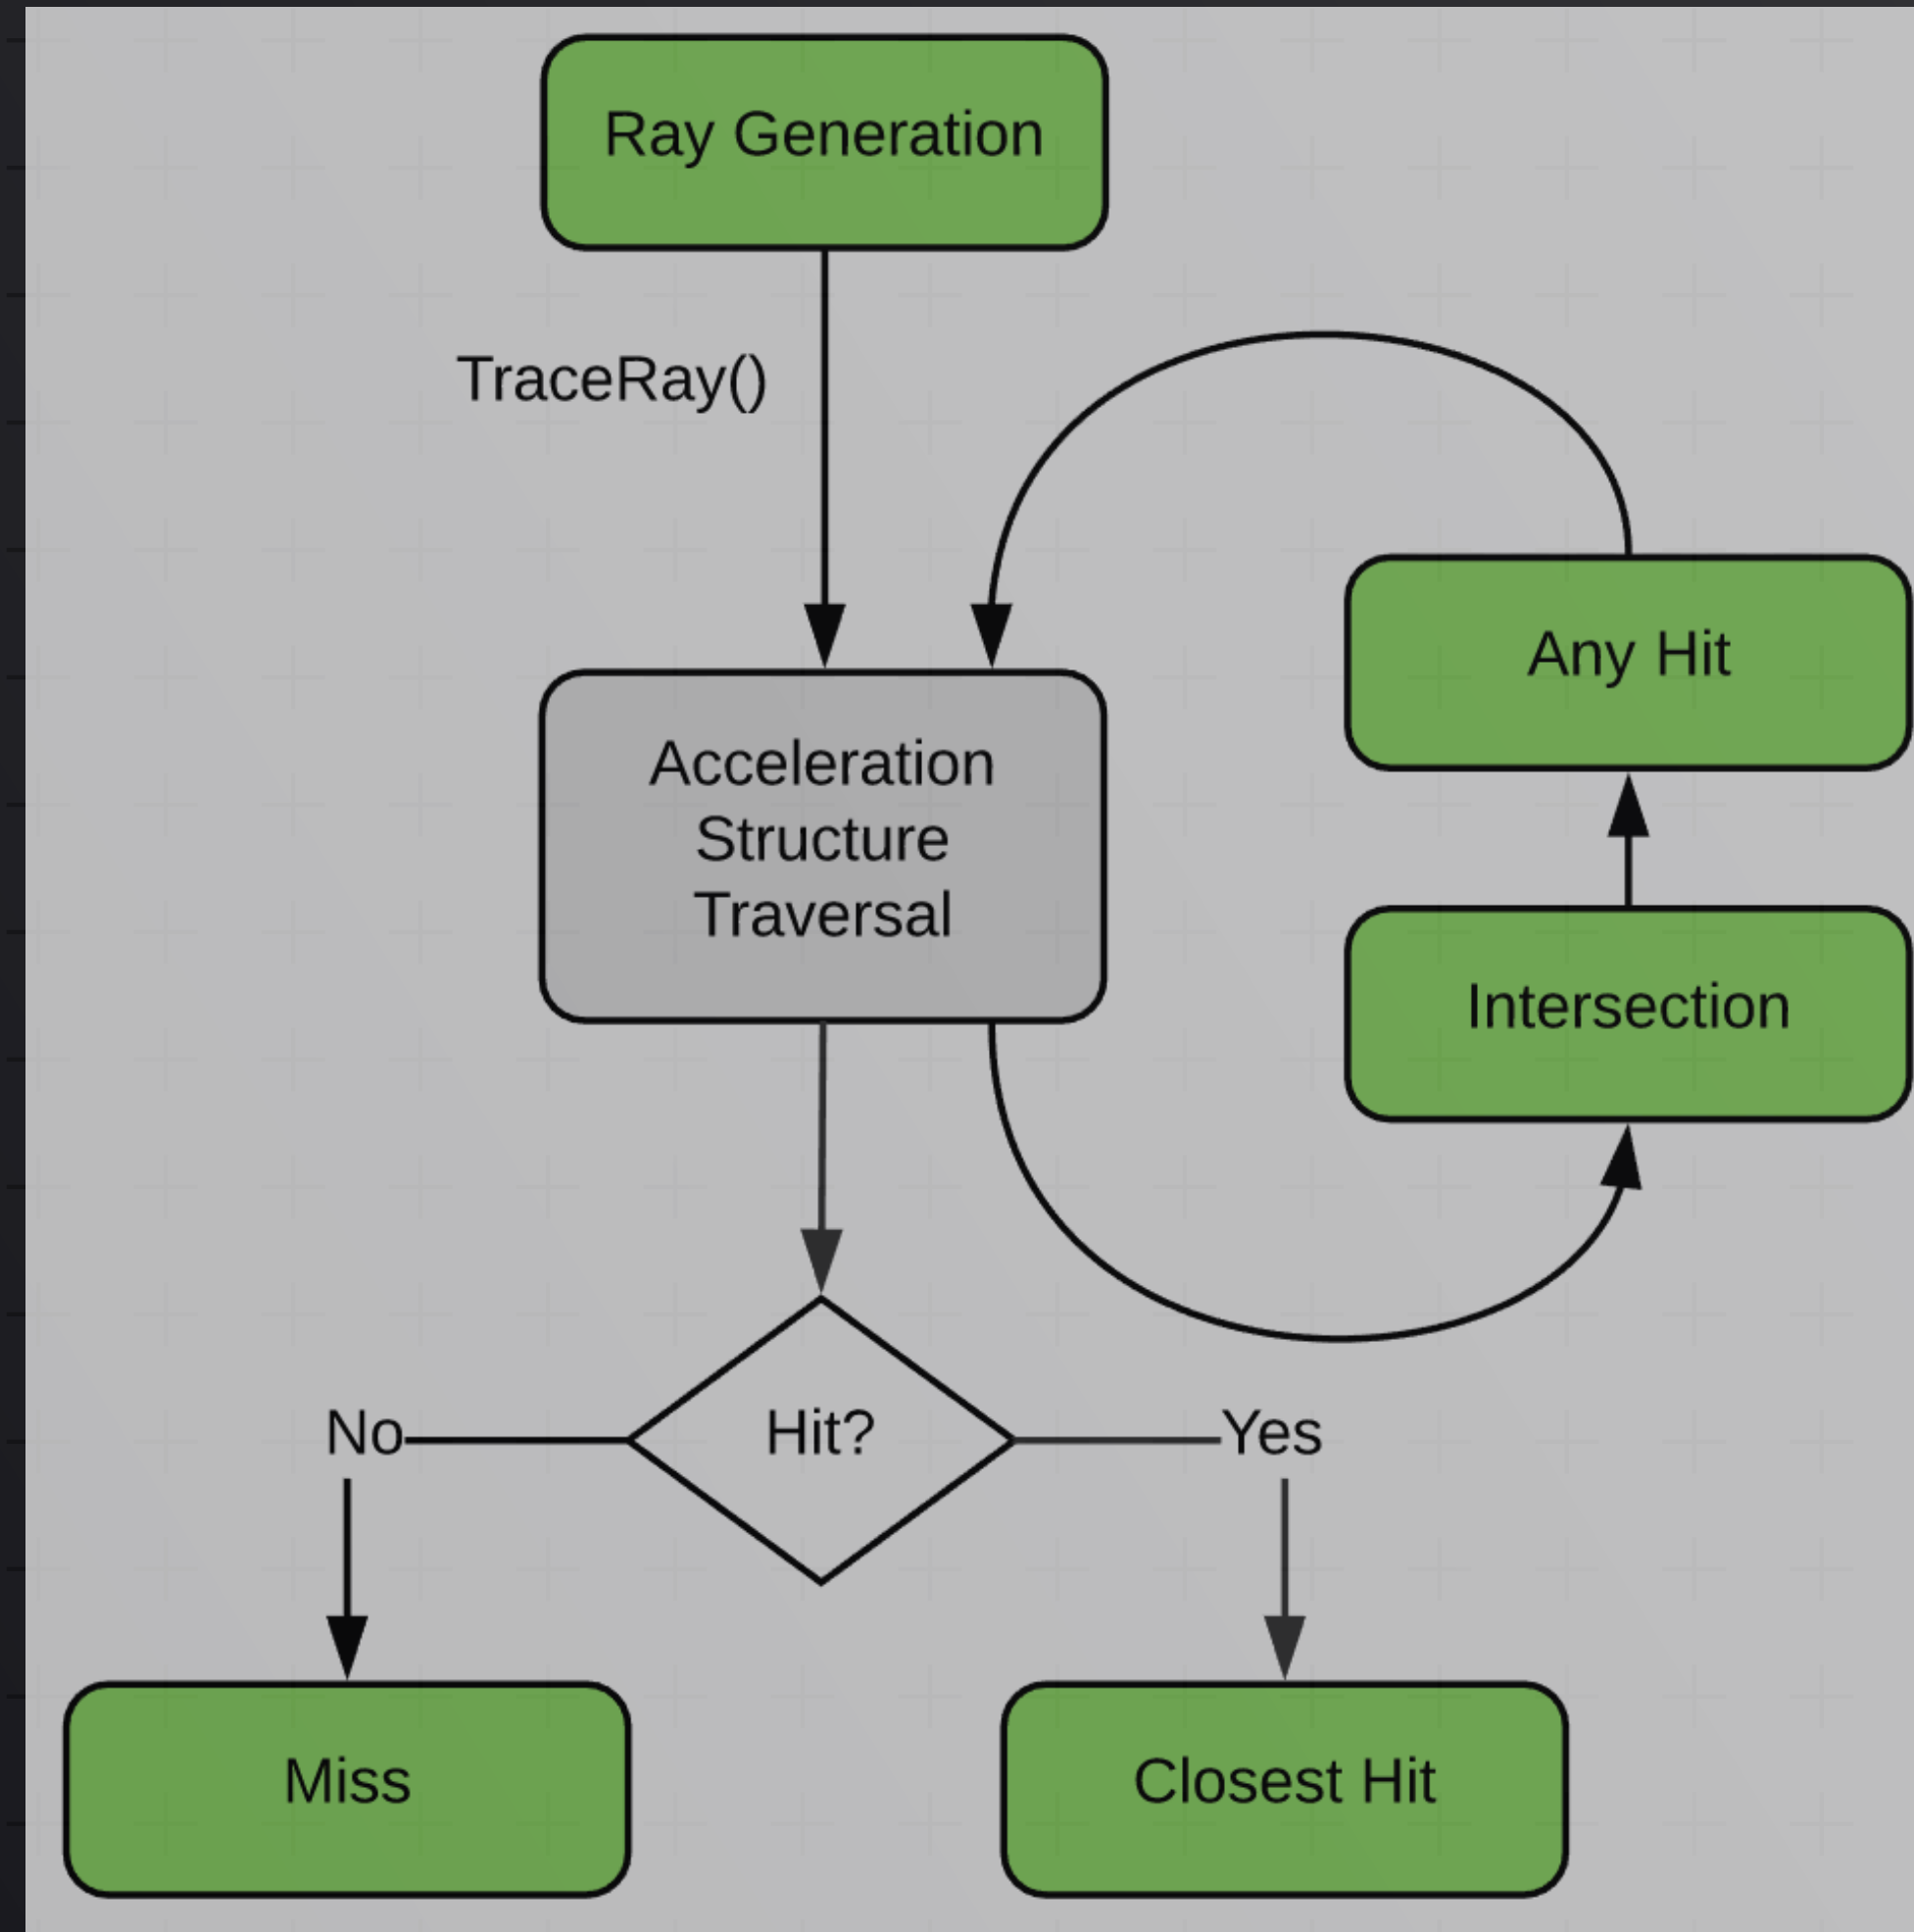 Ray Generation
TraceRay()
Any Hit
Acceleration
Structure
Traversal
Intersection
Hit?
No
Yes
Miss
Closest Hit